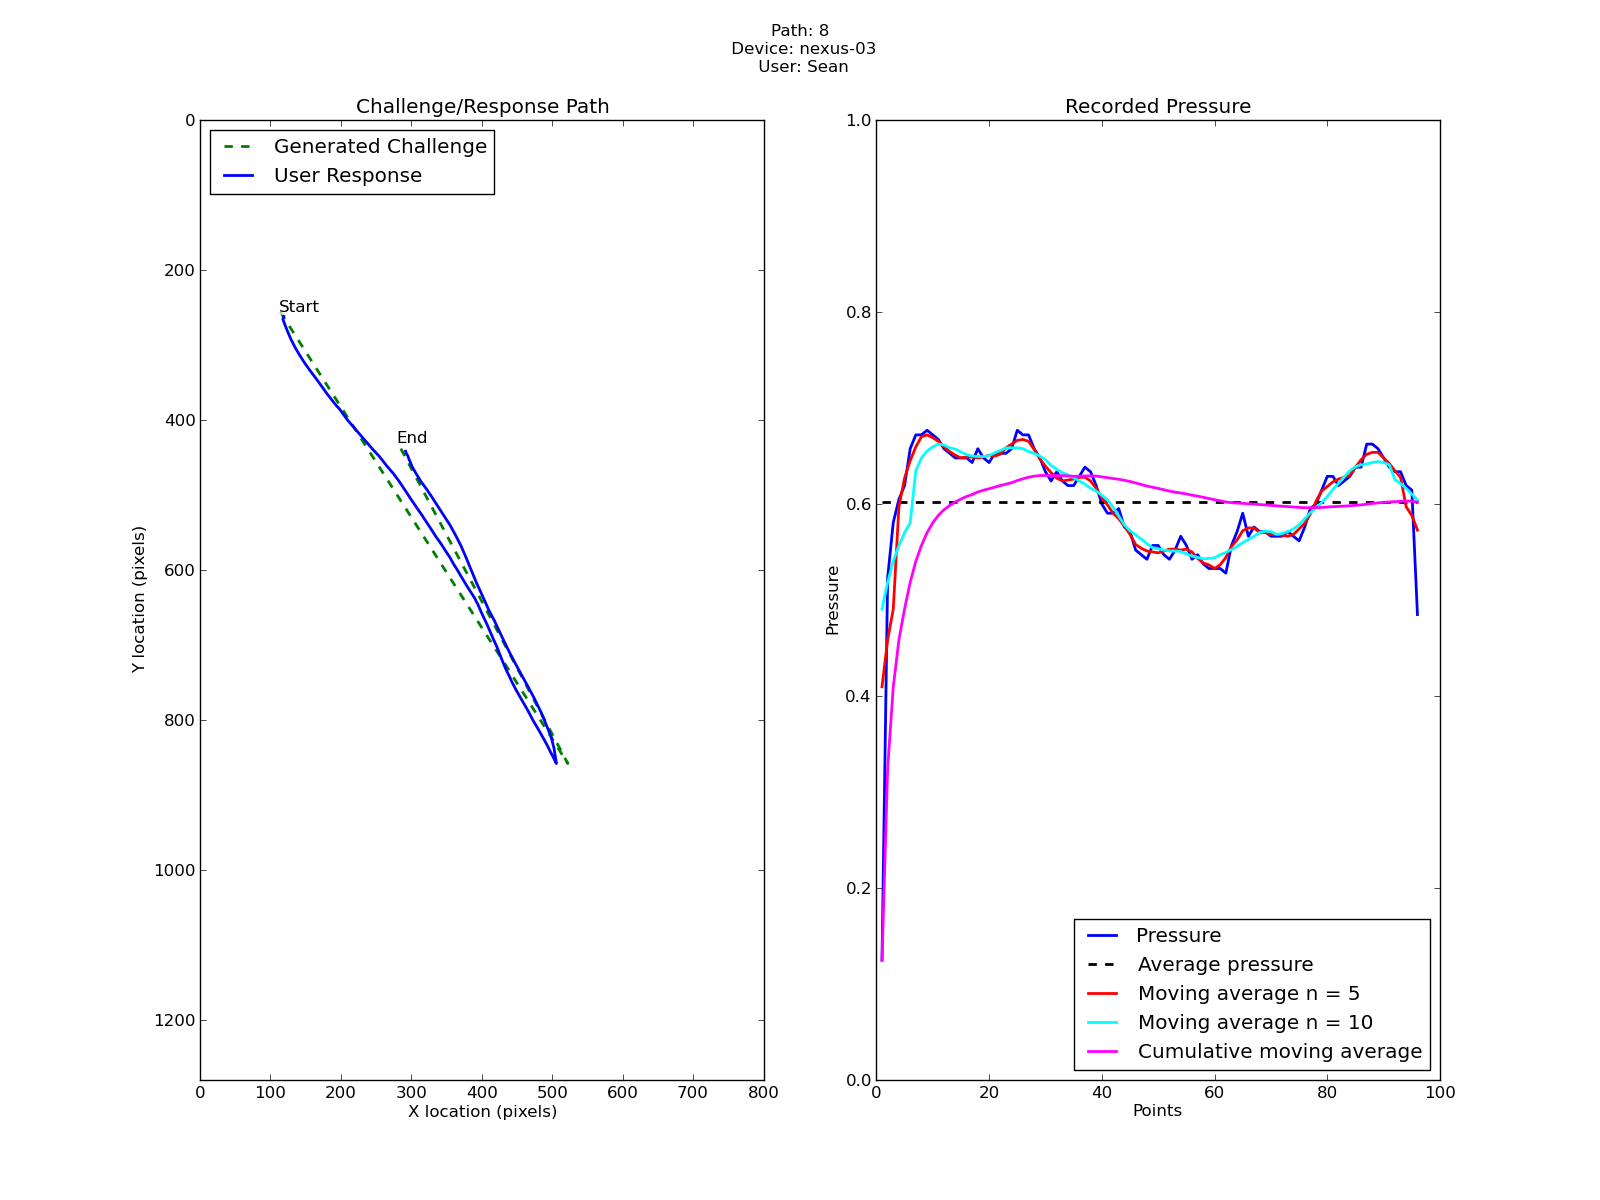 Path: 8
Device: nexus-03
User: Sean
Challenge/Response Path
Generated Challenge
User Response
Start
End
0
200
400
600
800
1000
1200
Y location (pixels)
0 100 200 300 400 500 600 700 800
X location (pixels)
Recorded Pressure
1.0
0.8
0.6
0.4
0.2
0.0
Pressure
Pressure
Average pressure
Moving average n = 5
Moving average n = 10
Cumulative moving average
0 20 40 60 80 100
Points